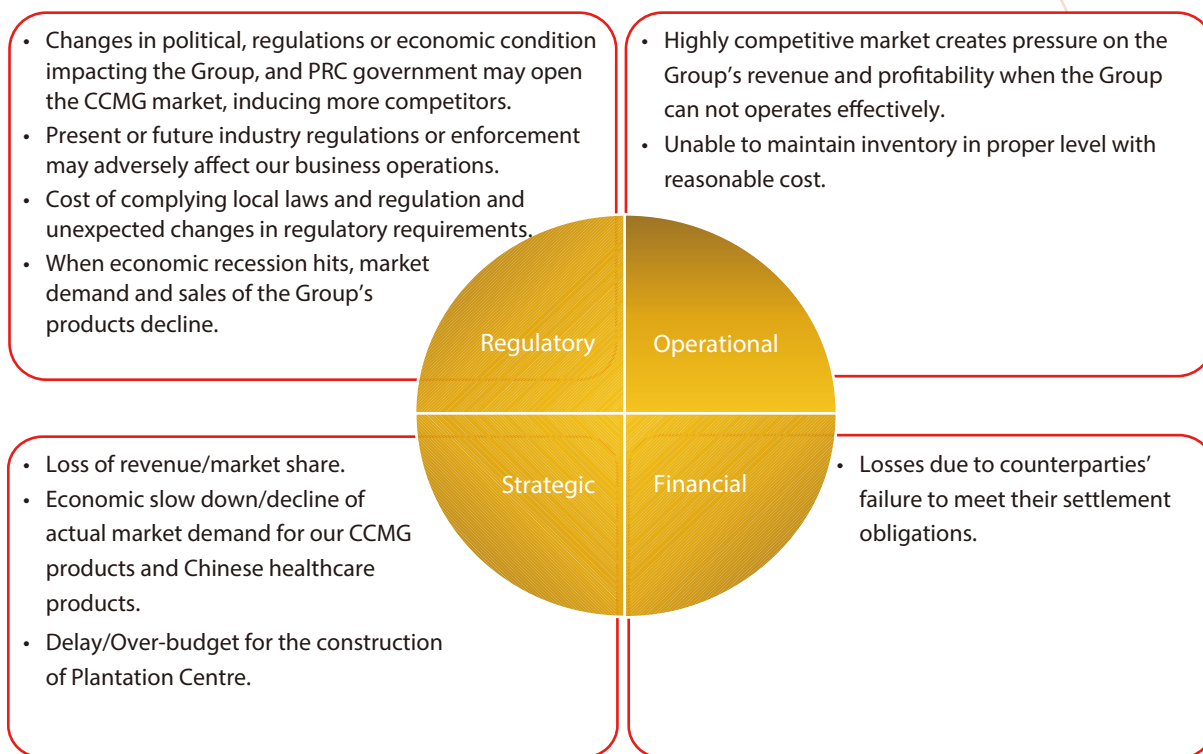 • Changes in political, regulations or economic condition
impacting the Group, and PRC government may open
the CCMG market, inducing more competitors.
• Present or future industry regulations or enforcement
may adversely affect our business operations.
• Cost of complying local laws and regulation and
unexpected changes in regulatory requirements.
• When economic recession hits, market
demand and sales of the Group's
products decline.
• Highly competitive market creates pressure on the
Group's revenue and profitability when the Group
can not operates effectively.
• Unable to maintain inventory in proper level with
reasonable cost.
Regulatory
Operational
Strategic
Financial
• Loss of revenue/market share.
• Economic slow down/decline of
actual market demand for our CCMG
products and Chinese healthcare
products.
• Delay/Over-budget for the construction
of Plantation Centre.
• Losses due to counterparties'
failure to meet their settlement
obligations.